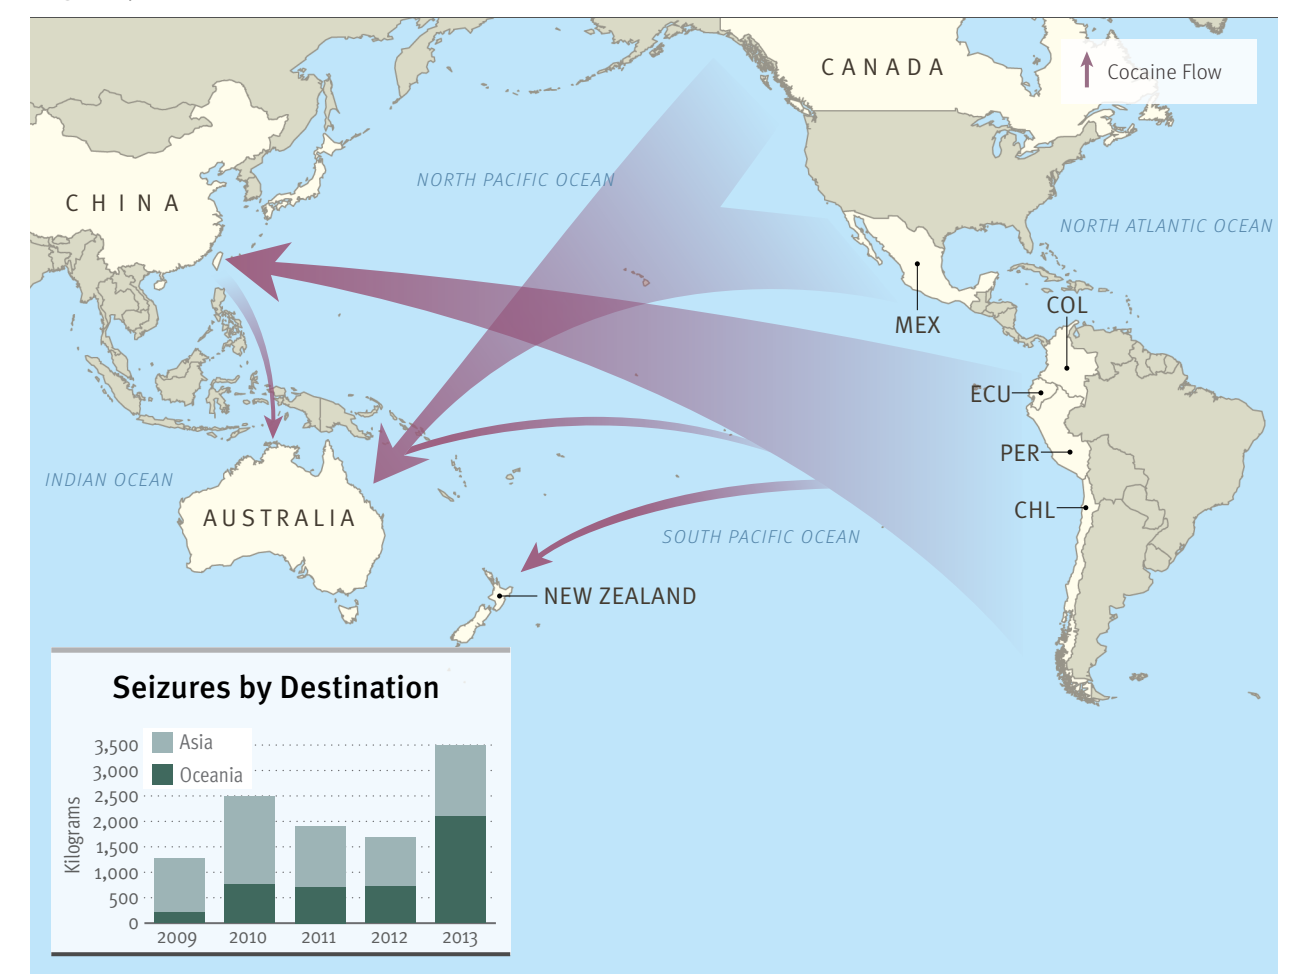 CANADA
Cocaine Flow
CHINA
NORTH PACIFIC OCEAN
NORTH ATLANTIC OCEAN
MEX
COL
ECU
PER
CHL
INDIAN OCEAN
AUSTRALIA
SOUTH PACIFIC OCEAN
NEW ZEALAND
Seizures by Destination
Asia
Oceania
Kilograms
3,500
3,000
2,500
2,000
1,500
1,000
500
0
2009 2010 2011 2012 2013